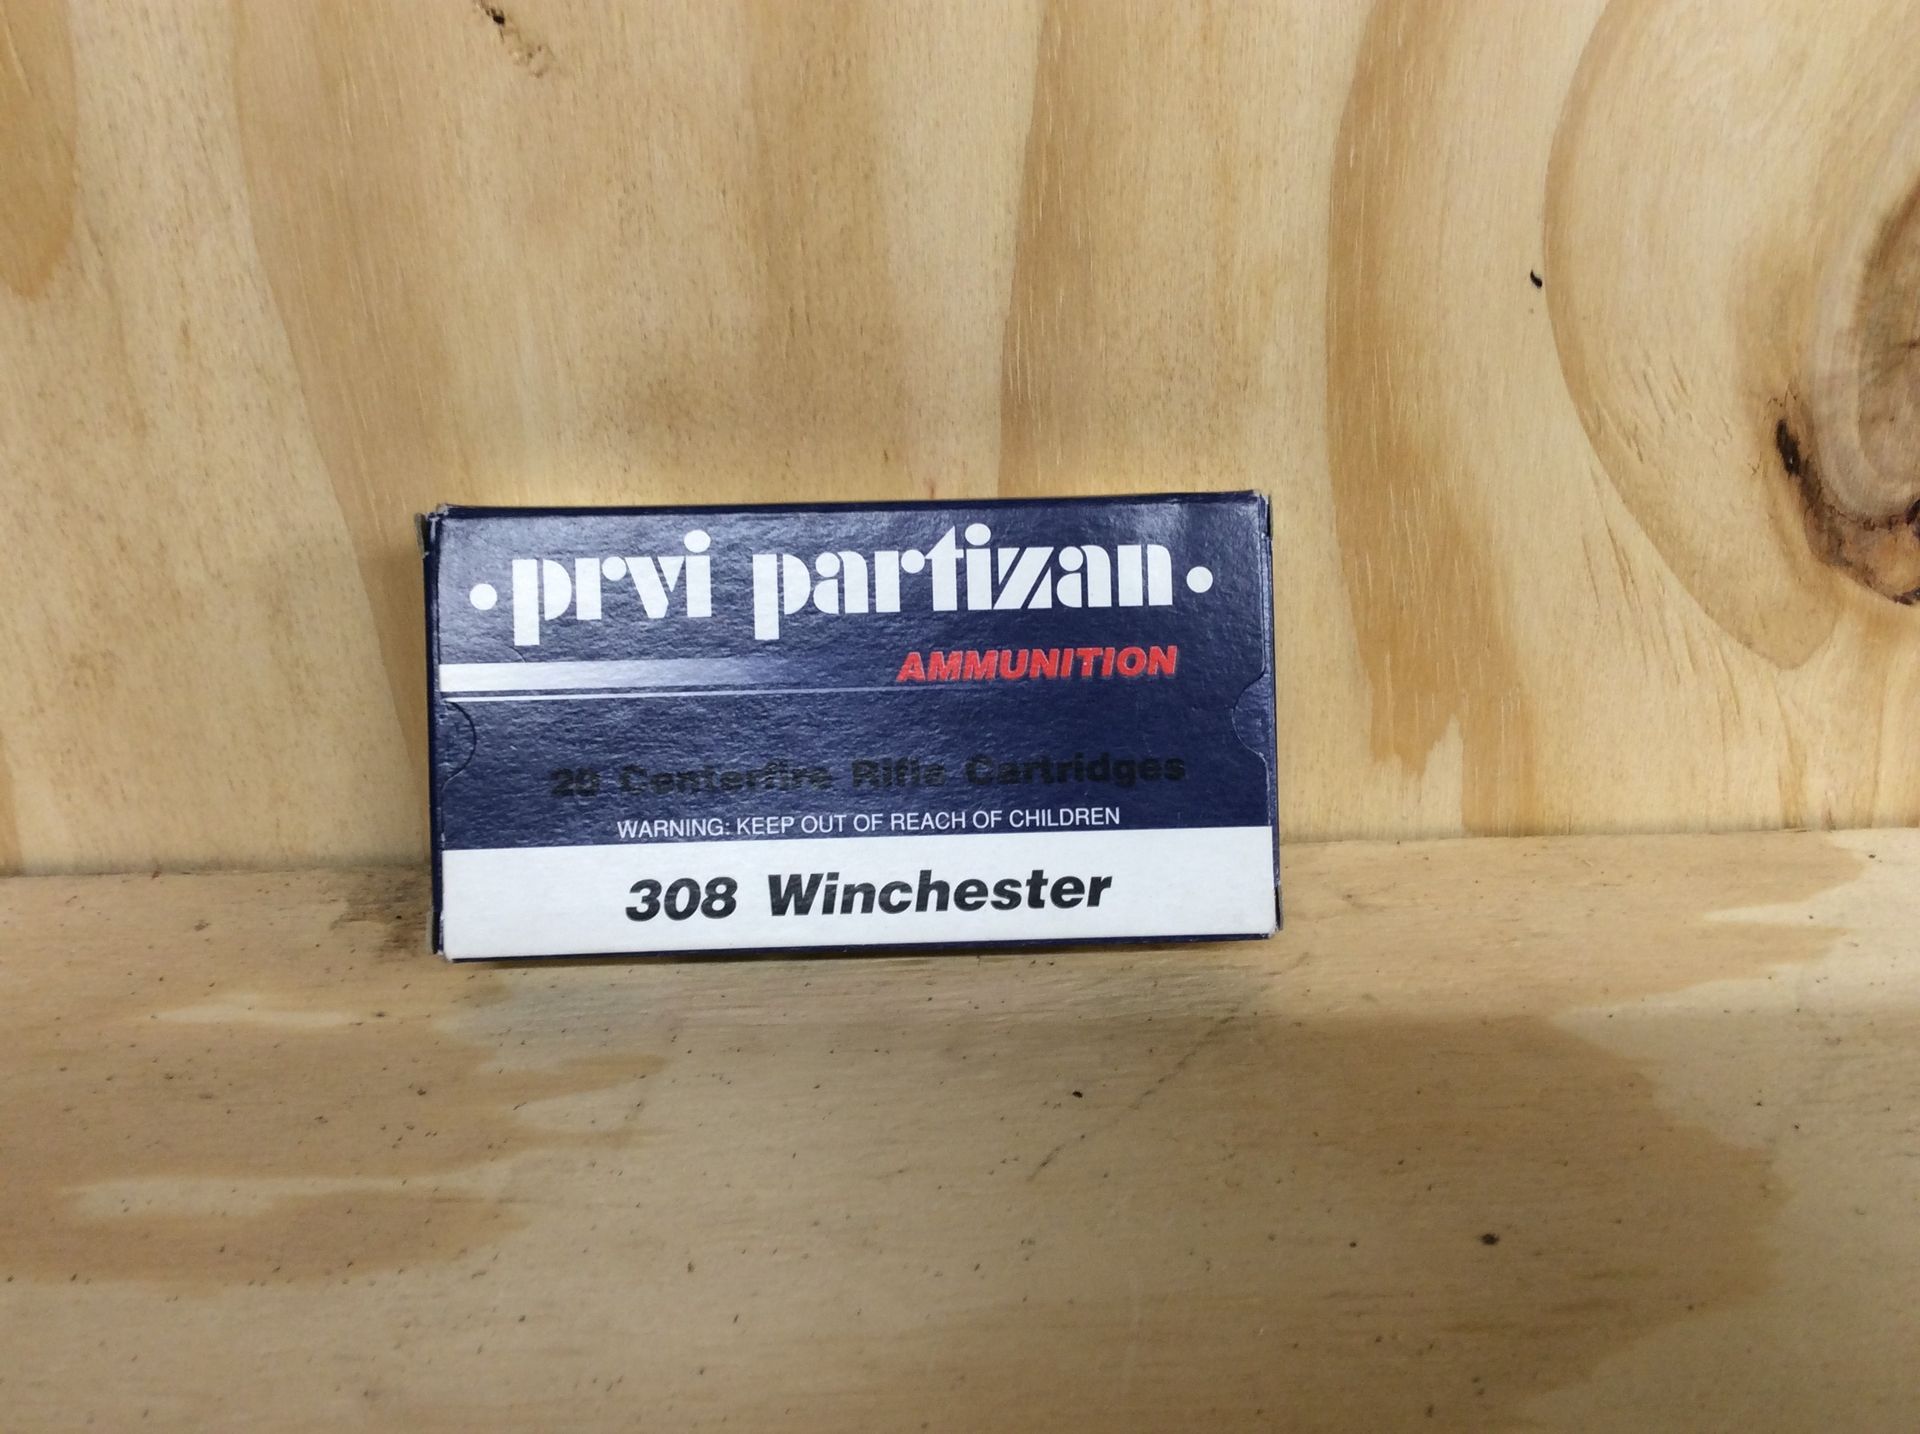 • prvi partizan •
AMMUNITION
20 Centerfire Rifle Cartridges
WARNING: KEEP OUT OF REACH OF CHILDREN
308 Winchester